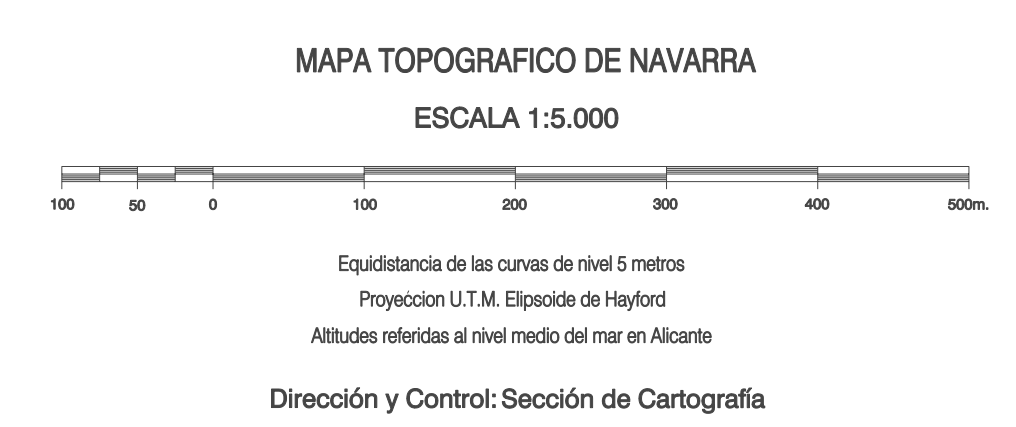 MAPA TOPOGRAFICO DE NAVARRA
ESCALA 1:5.000
100 50 0 100 200 300 400 500m.
Equidistancia de las curvas de nivel 5 metros
Proyeććion U.T.M. Elipsoide de Hayford
Altitudes referidas al nivel medio del mar en Alicante
Dirección y Control: Sección de Cartografía